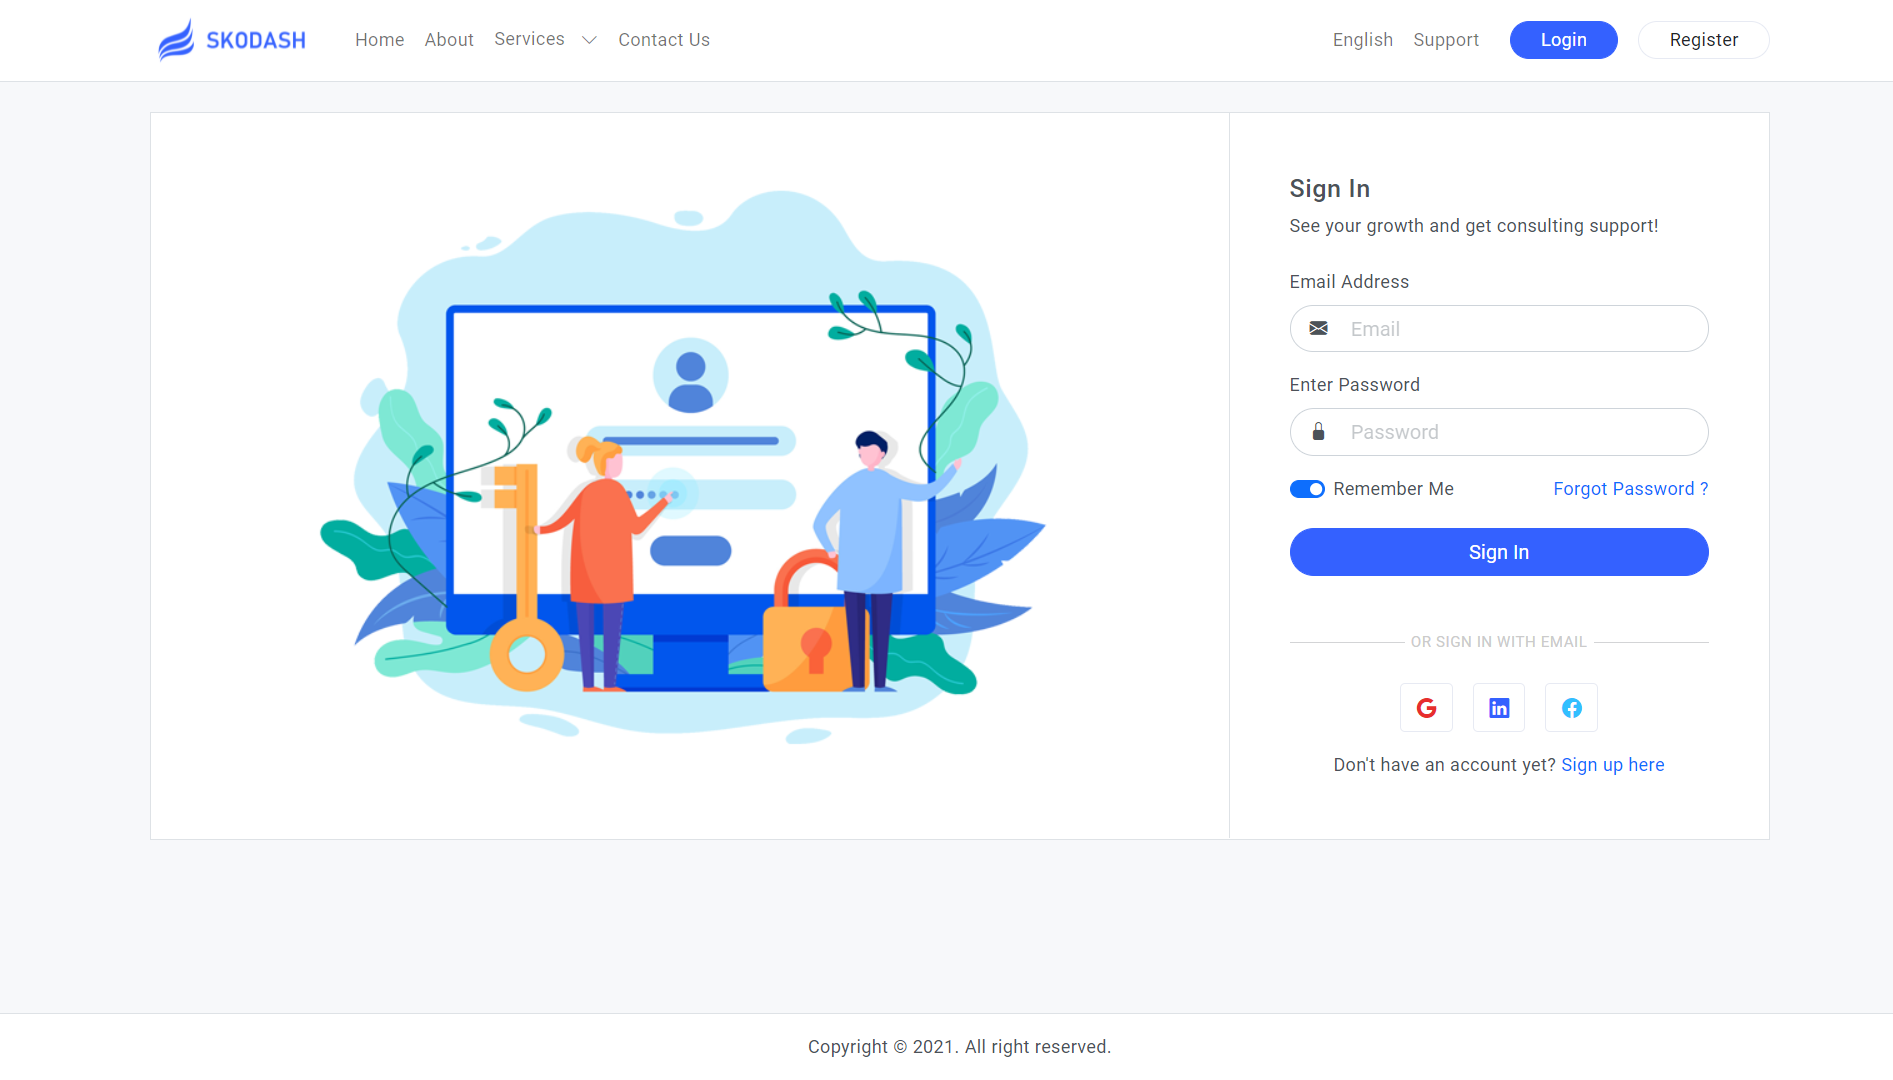 SKODASH
Home About Services Contact Us
English Support Login Register
Sign In
See your growth and get consulting support!
Email Address
Email
Enter Password
Password
Remember Me Forgot Password ?
Sign In
OR SIGN IN WITH EMAIL
Don't have an account yet? Sign up here
Copyright © 2021. All right reserved.